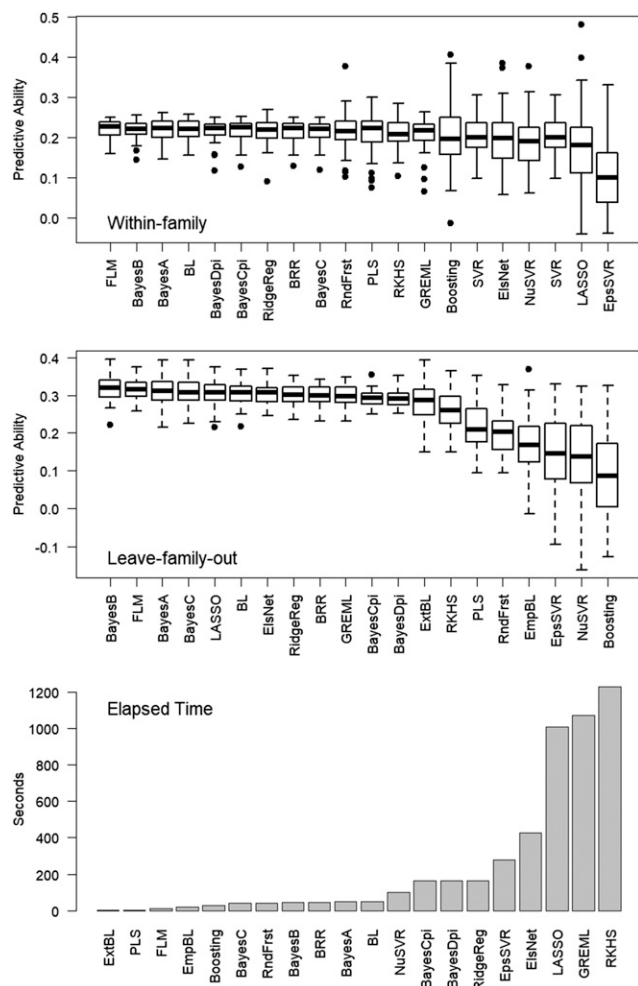 0.5
0.4
0.3
0.2
0.1
0.0
Predictive Ability
Within-family
FLM
BayesB
BayesA
BL
BayesDpi
BayesCpi
RidgeReg
BRR
BayesC
RndFrst
PLS
RKHS
GREML
Boosting
SVR
ElsNet
NuSVR
SVR
LASSO
EpsSVR
0.4
0.3
0.2
0.1
0.0
-0.1
Predictive Ability
Leave-family-out
BayesB
FLM
BayesA
BayesC
LASSO
BL
ElsNet
RidgeReg
BRR
GREML
BayesCpi
BayesDpi
ExtBL
RKHS
PLS
RndFrst
EmpBL
EpsSVR
NuSVR
Boosting
1200
1000
800
600
400
200
0
Seconds
Elapsed Time
ExtBL
PLS
FLM
EmpBL
Boosting
BayesC
RndFrst
BayesB
BRR
BayesA
BL
NuSVR
BayesCpi
BayesDpi
RidgeReg
EpsSVR
ElsNet
LASSO
GREML
RKHS